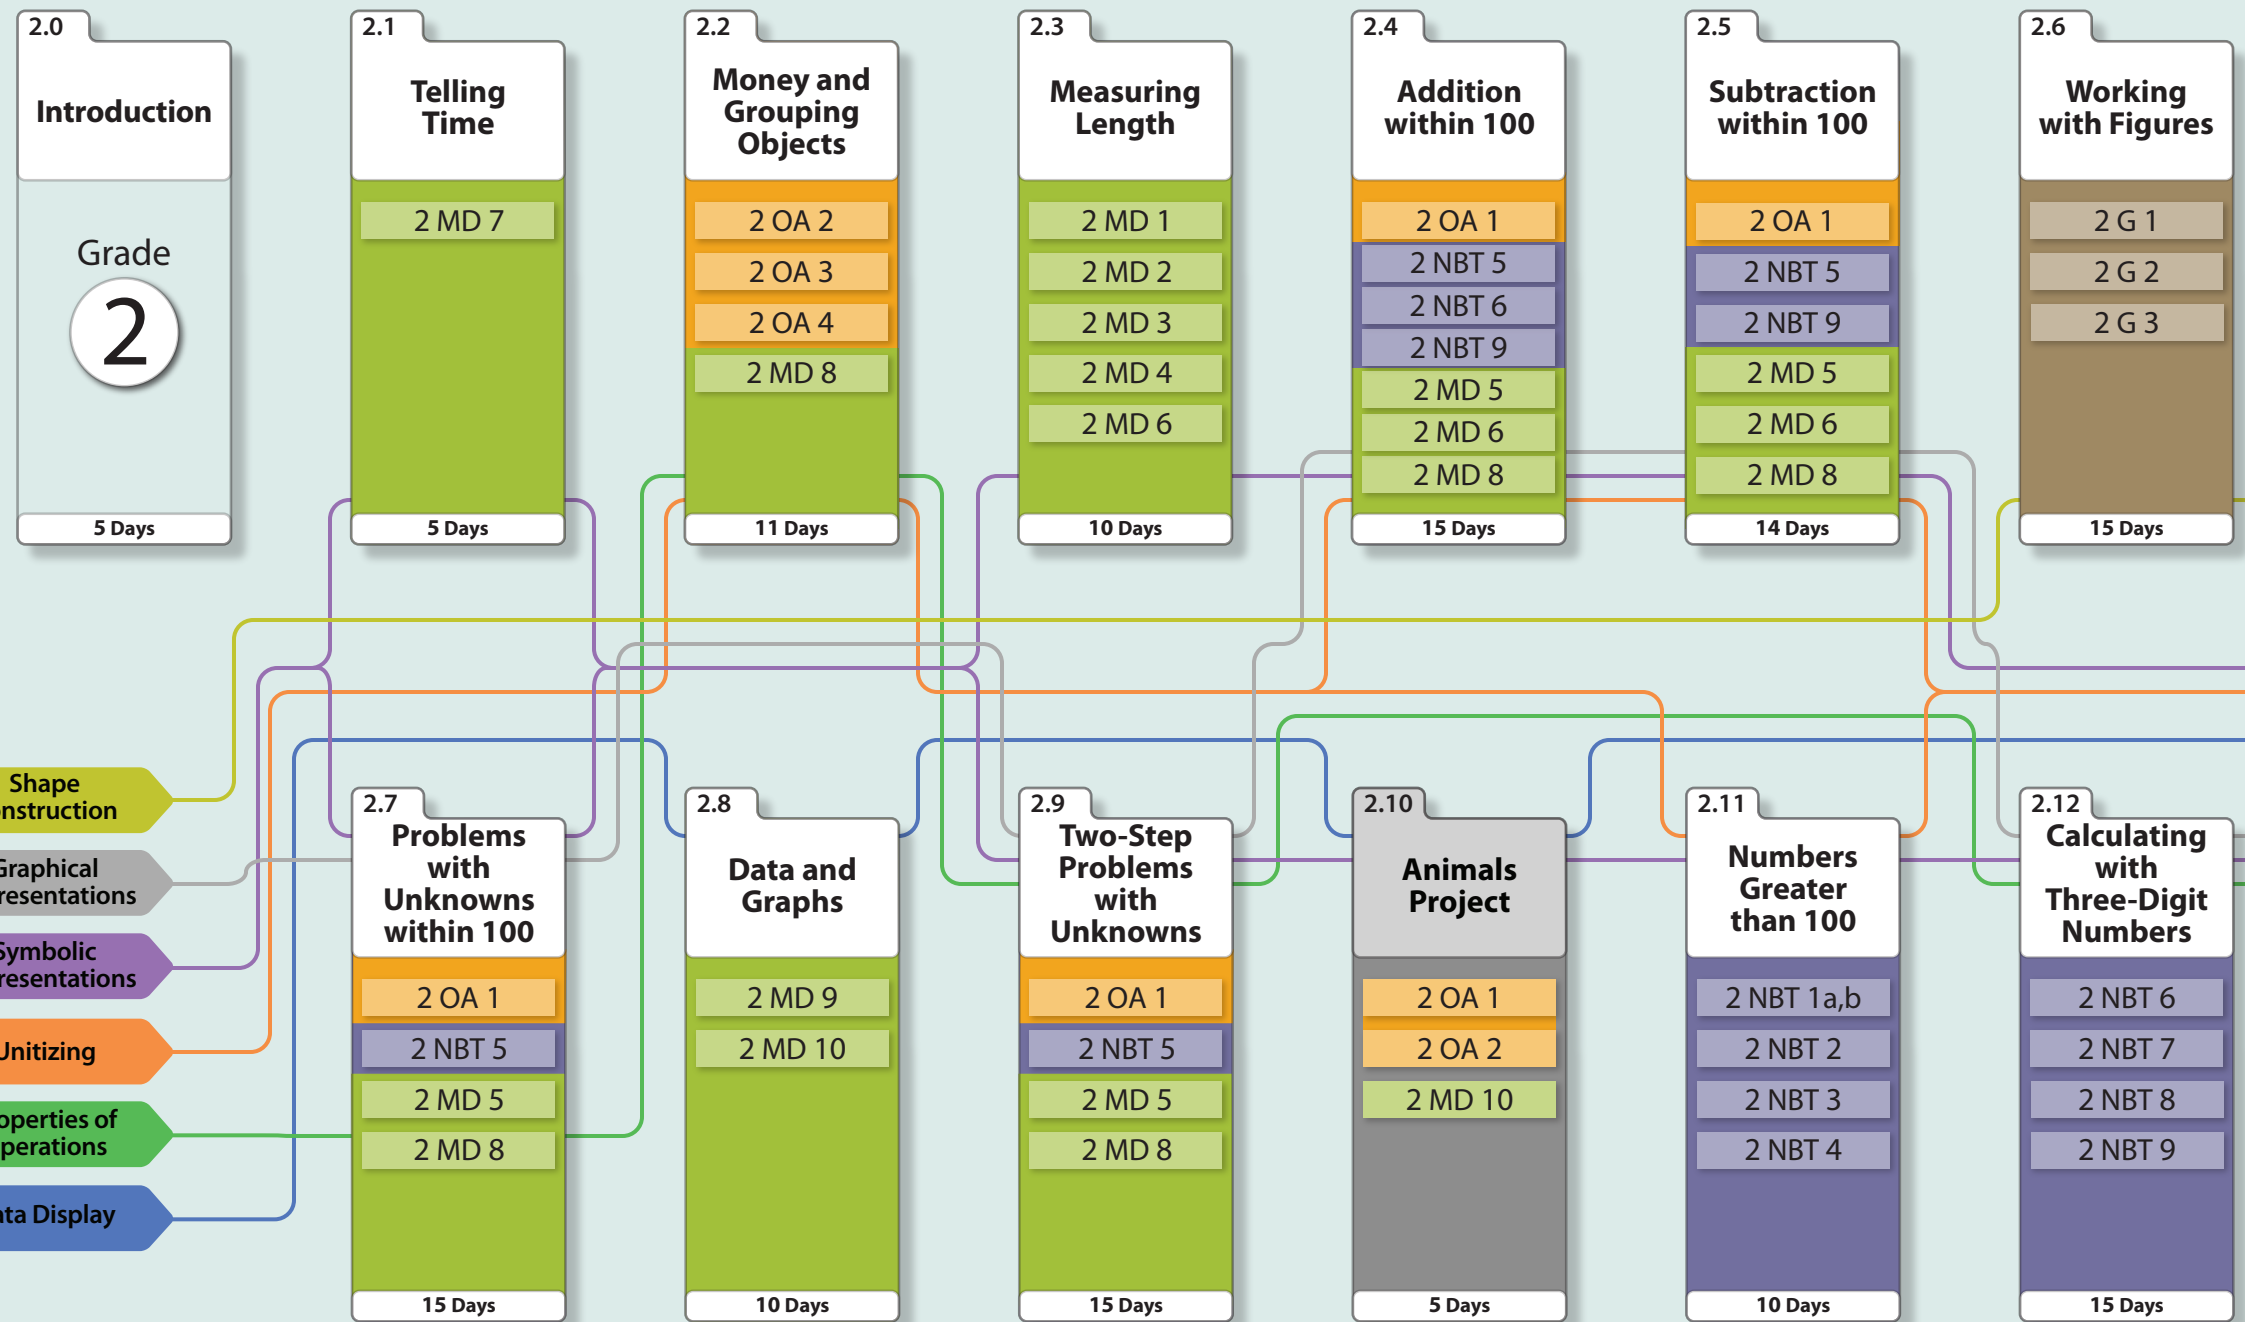 2.0
Introduction
Grade
2
5 Days
2.1
Telling
Time
2 MD 7
5 Days
2.2
Money and
Grouping
Objects
2 OA 2
2 OA 3
2 OA 4
2 MD 8
11 Days
2.3
Measuring
Length
2 MD 1
2 MD 2
2 MD 3
2 MD 4
2 MD 6
10 Days
2.4
Addition
within 100
2 OA 1
2 NBT 5
2 NBT 6
2 NBT 9
2 MD 5
2 MD 6
2 MD 8
15 Days
2.5
Subtraction
within 100
2 OA 1
2 NBT 5
2 NBT 9
2 MD 5
2 MD 6
2 MD 8
14 Days
2.6
Working
with Figures
2 G 1
2 G 2
2 G 3
15 Days
Shape
nstruction
Graphical
resentations
Symbolic
resentations
Unitizing
operties of
perations
ata Display
2.7
Problems
with
Unknowns
within 100
2 OA 1
2 NBT 5
2 MD 5
2 MD 8
15 Days
2.8
Data and
Graphs
2 MD 9
2 MD 10
10 Days
2.9
Two-Step
Problems
with
Unknowns
2 OA 1
2 NBT 5
2 MD 5
2 MD 8
15 Days
2.10
Animals
Project
2 OA 1
2 OA 2
2 MD 10
5 Days
2.11
Numbers
Greater
than 100
2 NBT 1a,b
2 NBT 2
2 NBT 3
2 NBT 4
10 Days
2.12
Calculating
with
Three-Digit
Numbers
2 NBT 6
2 NBT 7
2 NBT 8
2 NBT 9
15 Days